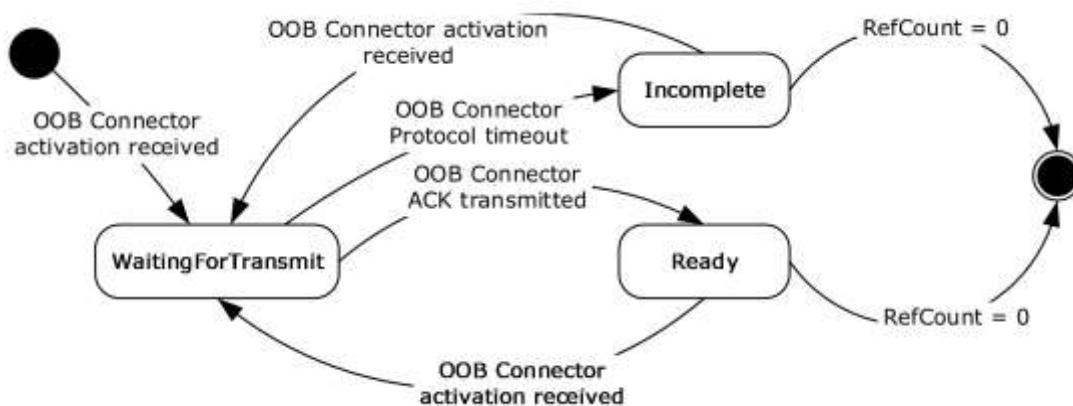 OOB Connector activation
received
RefCount = 0
Incomplete
OOB Connector
activation received
OOB Connector
Protocol timeout
OOB Connector
ACK transmitted
WaitingForTransmit
Ready
RefCount = 0
OOB Connector
activation received